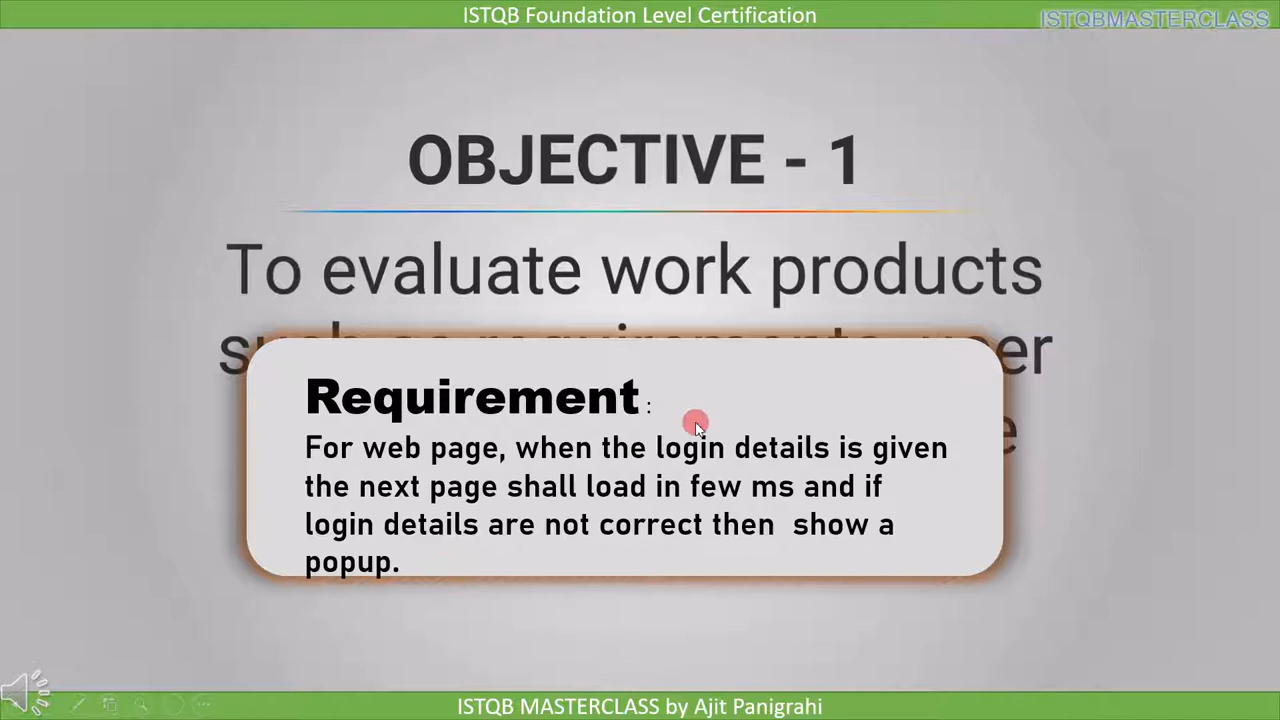 ISTQB Foundation Level Certification
ISTQBMASTERCLASS
OBJECTIVE - 1
To evaluate work products
Requirement :
For web page, when the login details is given
the next page shall load in few ms and if
login details are not correct then show a
popup.
ISTQB MASTERCLASS by Ajit Panigrahi